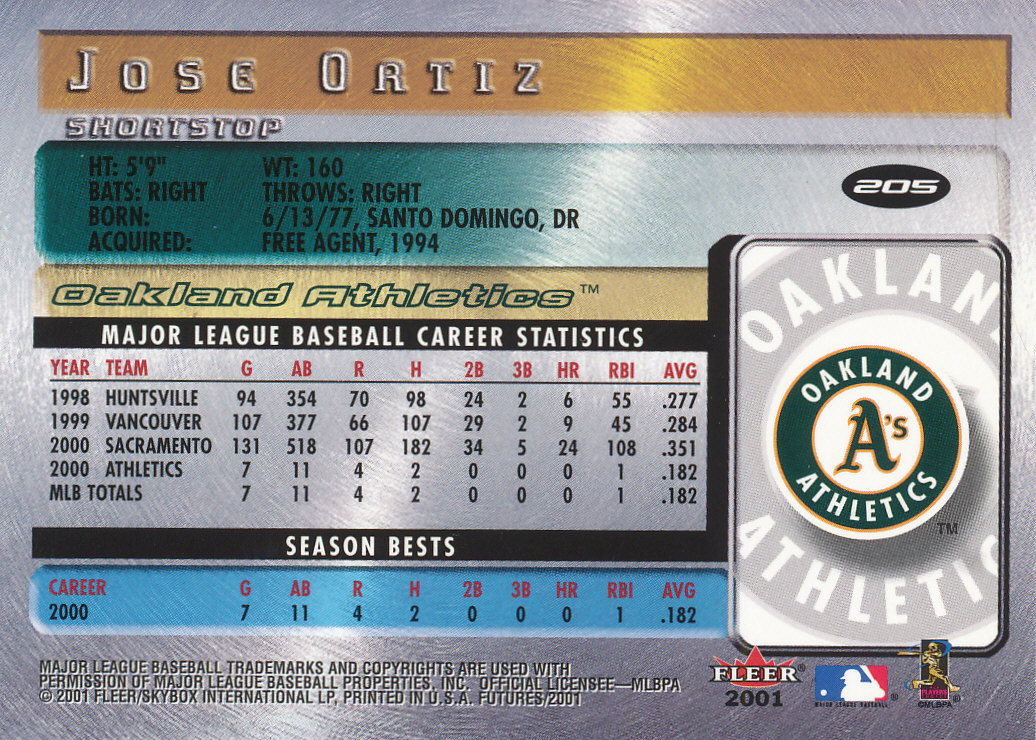 JOSE ORTIZ
SHORTSTOP
HT: 5'9" WT: 160
BATS: RIGHT THROWS: RIGHT
BORN: 6/13/77, SANTO DOMINGO, DR
ACQUIRED: FREE AGENT, 1994
205
Oakland Athletics™
MAJOR LEAGUE BASEBALL CAREER STATISTICS
YEAR TEAM G AB R H 2B 3B HR RBI AVG
1998 HUNTSVILLE 94 354 70 98 24 2 6 55 .277
1999 VANCOUVER 107 377 66 107 29 2 9 45 .284
2000 SACRAMENTO 131 518 107 182 34 5 24 108 .351
2000 ATHLETICS 7 11 4 2 0 0 0 1 .182
MLB TOTALS 7 11 4 2 0 0 0 1 .182
SEASON BESTS
CAREER G AB R H 2B 3B HR RBI AVG
2000 7 11 4 2 0 0 0 1 .182
OAKLAN
OAKLAND
A's
ATHLETICS
TM
ATHLETIC
MAJOR LEAGUE BASEBALL TRADEMARKS AND COPYRIGHTS ARE USED WITH
PERMISSION OF MAJOR LEAGUE BASEBALL PROPERTIES, INC. OFFICIAL LICENSEE—MLBPA
© 2001 FLEER/SKYBOX INTERNATIONAL LP, PRINTED IN U.S.A. FUTURES/2001
FLEER®
2001
MAJOR LEAGUE BASEBALL ®
PLAYERS
©MLBPA ®